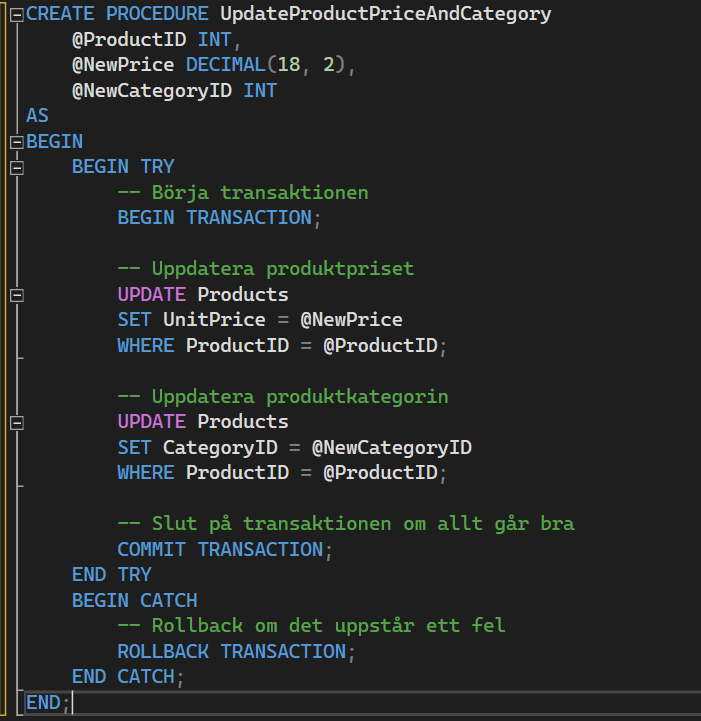 CREATE PROCEDURE UpdateProductPriceAndCategory
    @ProductID INT,
    @NewPrice DECIMAL(18, 2),
    @NewCategoryID INT
AS
BEGIN
    BEGIN TRY
        -- Börja transaktionen
        BEGIN TRANSACTION;

        -- Uppdatera produktpriset
        UPDATE Products
        SET UnitPrice = @NewPrice
        WHERE ProductID = @ProductID;

        -- Uppdatera produktkategorin
        UPDATE Products
        SET CategoryID = @NewCategoryID
        WHERE ProductID = @ProductID;

        -- Slut på transaktionen om allt går bra
        COMMIT TRANSACTION;
    END TRY
    BEGIN CATCH
        -- Rollback om det uppstår ett fel
        ROLLBACK TRANSACTION;
    END CATCH;
END;